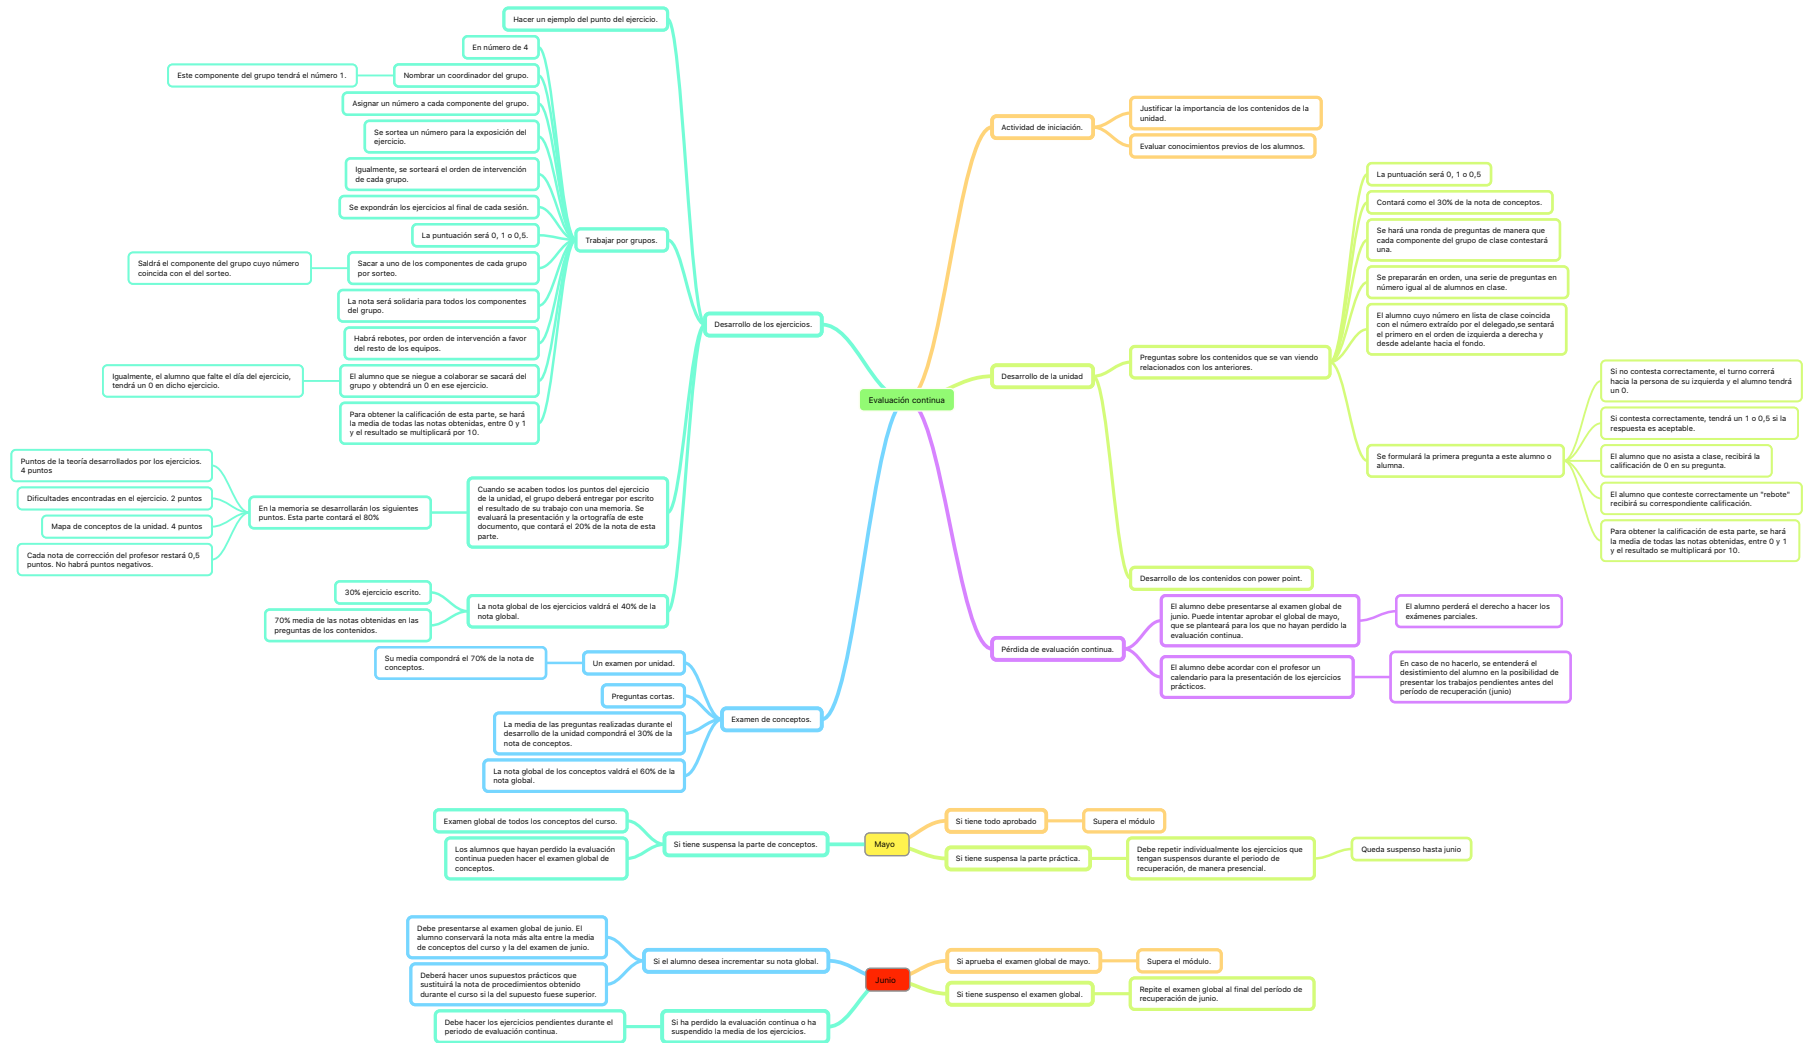 Hacer un ejemplo del punto del ejercicio.
En número de 4
Este componente del grupo tendrá el número 1.
Nombrar un coordinador del grupo.
Asignar un número a cada componente del grupo.
Se sortea un número para la exposición del
ejercicio.
Igualmente, se sorteará el orden de intervención
de cada grupo.
Se expondrán los ejercicios al final de cada sesión.
La puntuación será 0, 1 o 0,5.
Trabajar por grupos.
Saldrá el componente del grupo cuyo número
coincida con el del sorteo.
Sacar a uno de los componentes de cada grupo
por sorteo.
La nota será solidaria para todos los componentes
del grupo.
Habrá rebotes, por orden de intervención a favor
del resto de los equipos.
Igualmente, el alumno que falte el día del ejercicio,
tendrá un 0 en dicho ejercicio.
El alumno que se niegue a colaborar se sacará del
grupo y obtendrá un 0 en ese ejercicio.
Para obtener la calificación de esta parte, se hará
la media de todas las notas obtenidas, entre 0 y 1
y el resultado se multiplicará por 10.
Desarrollo de los ejercicios.
Puntos de la teoría desarrollados por los ejercicios.
4 puntos
Dificultades encontradas en el ejercicio. 2 puntos
Mapa de conceptos de la unidad. 4 puntos
Cada nota de corrección del profesor restará 0,5
puntos. No habrá puntos negativos.
En la memoria se desarrollarán los siguientes
puntos. Esta parte contará el 80%
Cuando se acaben todos los puntos del ejercicio
de la unidad, el grupo deberá entregar por escrito
el resultado de su trabajo con una memoria. Se
evaluará la presentación y la ortografía de este
documento, que contará el 20% de la nota de esta
parte.
30% ejercicio escrito.
70% media de las notas obtenidas en las
preguntas de los contenidos.
La nota global de los ejercicios valdrá el 40% de la
nota global.
Evaluación continua
Actividad de iniciación.
Justificar la importancia de los contenidos de la
unidad.
Evaluar conocimientos previos de los alumnos.
Desarrollo de la unidad
Preguntas sobre los contenidos que se van viendo
relacionados con los anteriores.
La puntuación será 0, 1 o 0,5
Contará como el 30% de la nota de conceptos.
Se hará una ronda de preguntas de manera que
cada componente del grupo de clase contestará
una.
Se prepararán en orden, una serie de preguntas en
número igual al de alumnos en clase.
El alumno cuyo número en lista de clase coincida
con el número extraído por el delegado,se sentará
el primero en el orden de izquierda a derecha y
desde adelante hacia el fondo.
Se formulará la primera pregunta a este alumno o
alumna.
Si no contesta correctamente, el turno correrá
hacia la persona de su izquierda y el alumno tendrá
un 0.
Si contesta correctamente, tendrá un 1 o 0,5 si la
respuesta es aceptable.
El alumno que no asista a clase, recibirá la
calificación de 0 en su pregunta.
El alumno que conteste correctamente un "rebote"
recibirá su correspondiente calificación.
Para obtener la calificación de esta parte, se hará
la media de todas las notas obtenidas, entre 0 y 1
y el resultado se multiplicará por 10.
Desarrollo de los contenidos con power point.
Pérdida de evaluación continua.
El alumno debe presentarse al examen global de
junio. Puede intentar aprobar el global de mayo,
que se planteará para los que no hayan perdido la
evaluación continua.
El alumno perderá el derecho a hacer los
exámenes parciales.
El alumno debe acordar con el profesor un
calendario para la presentación de los ejercicios
prácticos.
En caso de no hacerlo, se entenderá el
desistimiento del alumno en la posibilidad de
presentar los trabajos pendientes antes del
período de recuperación (junio)
Su media compondrá el 70% de la nota de
conceptos.
Un examen por unidad.
Preguntas cortas.
La media de las preguntas realizadas durante el
desarrollo de la unidad compondrá el 30% de la
nota de conceptos.
La nota global de los conceptos valdrá el 60% de la
nota global.
Examen de conceptos.
Examen global de todos los conceptos del curso.
Los alumnos que hayan perdido la evaluación
continua pueden hacer el examen global de
conceptos.
Si tiene suspensa la parte de conceptos.
Mayo
Si tiene todo aprobado
Supera el módulo
Si tiene suspensa la parte práctica.
Debe repetir individualmente los ejercicios que
tengan suspensos durante el periodo de
recuperación, de manera presencial.
Queda suspenso hasta junio
Debe presentarse al examen global de junio. El
alumno conservará la nota más alta entre la media
de conceptos del curso y la del examen de junio.
Deberá hacer unos supuestos prácticos que
sustituirá la nota de procedimientos obtenido
durante el curso si la del supuesto fuese superior.
Si el alumno desea incrementar su nota global.
Debe hacer los ejercicios pendientes durante el
periodo de evaluación continua.
Si ha perdido la evaluación continua o ha
suspendido la media de los ejercicios.
Junio
Si aprueba el examen global de mayo.
Supera el módulo.
Si tiene suspenso el examen global.
Repite el examen global al final del período de
recuperación de junio.